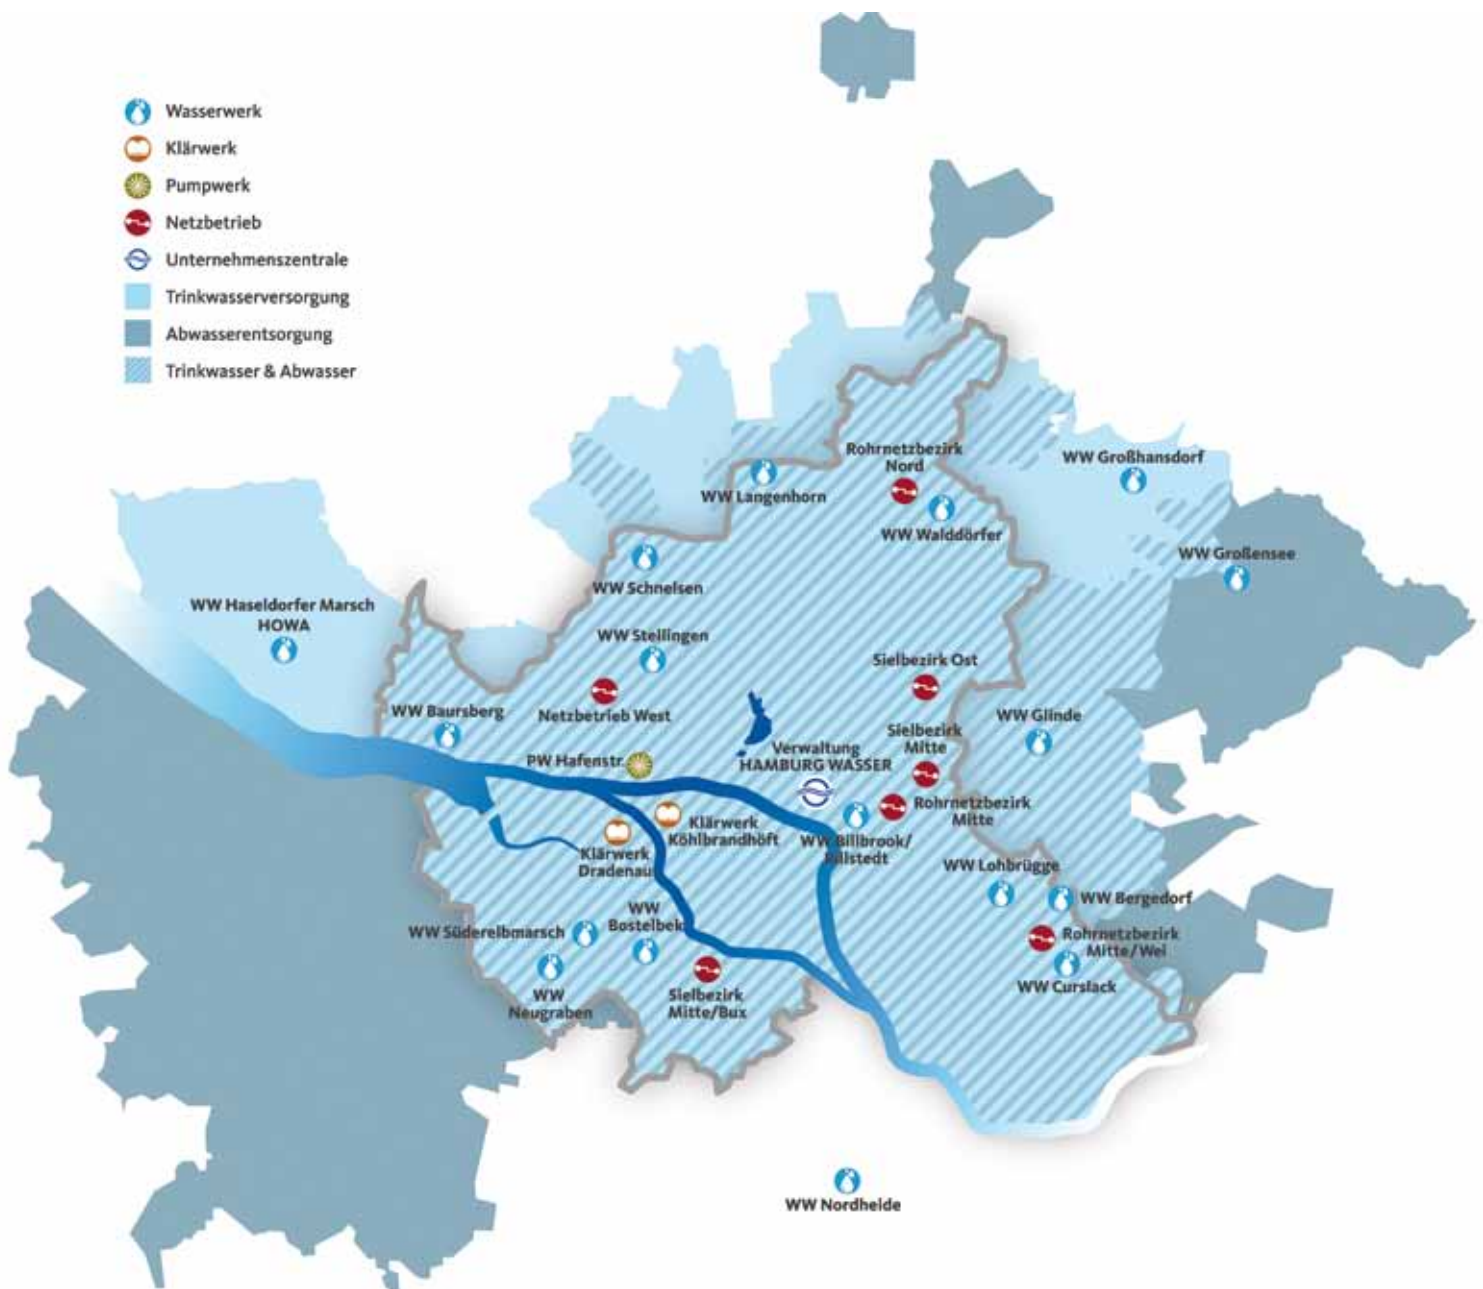 Wasserwerk
Klärwerk
Pumpwerk
Netzbetrieb
Unternehmenszentrale
Trinkwasserversorgung
Abwasserentsorgung
Trinkwasser & Abwasser
Rohrnetzbezirk
Nord
WW Großhansdorf
WW Langenhorn
WW Walddörfer
WW Großensee
WW Schnelsen
WW Haseldorfer Marsch
HOWA
WW Stellingen
Sielbezirk Ost
WW Baursberg
Netzbetrieb West
WW Glinde
Sielbezirk
Mitte
Verwaltung
HAMBURG WASSER
PW Hafenstr.
Rohrnetzbezirk
Mitte
Klärwerk
Köhlbrandhöft
WW Billbrook/
Billstedt
Klärwerk
Dradenau
WW Lohbrügge
WW Bergedorf
WW
Bostelbek
WW Süderelbmarsch
Rohrnetzbezirk
Mitte/Wei
WW Curslack
WW
Neugraben
Sielbezirk
Mitte/Bux
WW Nordheide